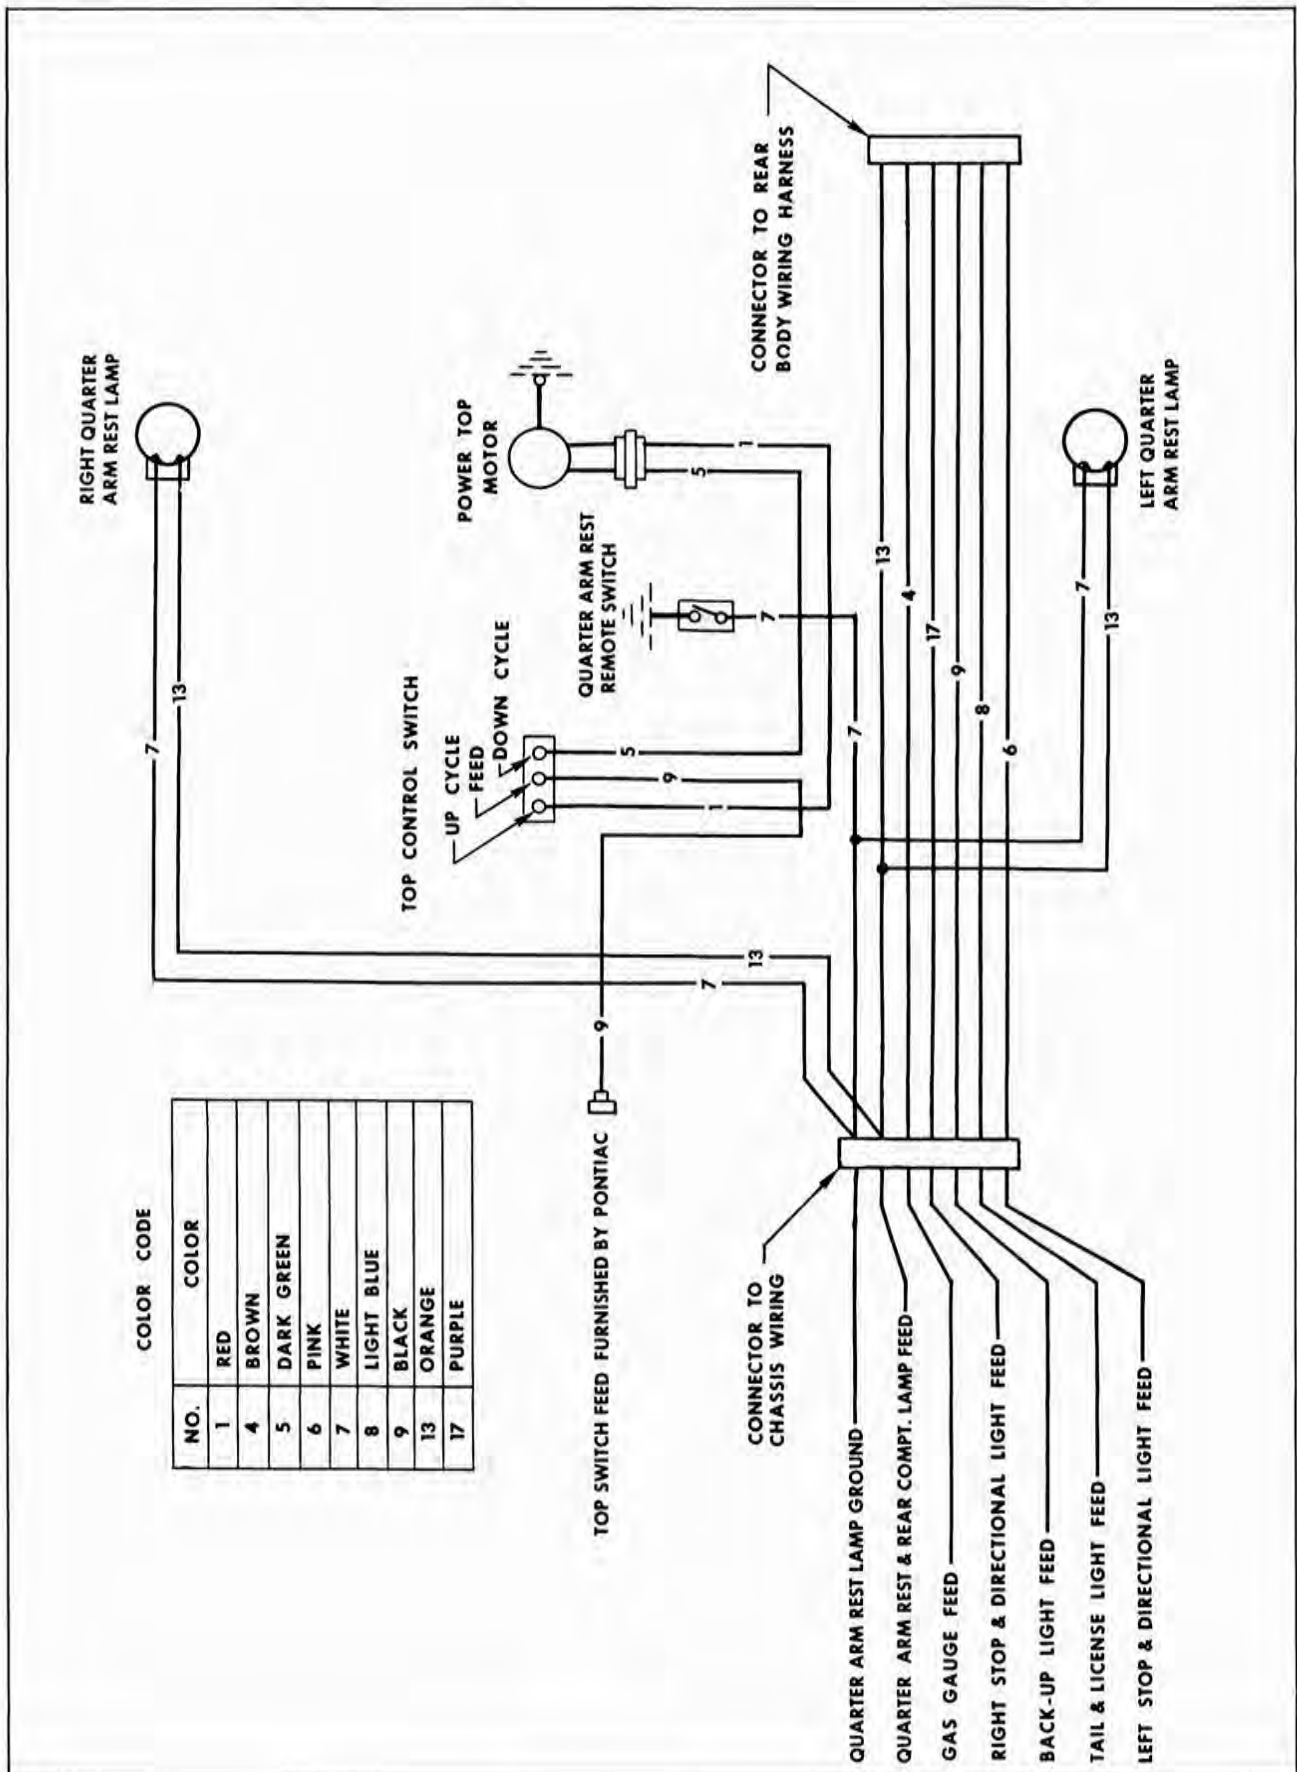 COLOR CODE
NO. COLOR
1 RED
4 BROWN
5 DARK GREEN
6 PINK
7 WHITE
8 LIGHT BLUE
9 BLACK
13 ORANGE
17 PURPLE
RIGHT QUARTER
ARM REST LAMP
7
13
TOP CONTROL SWITCH
UP CYCLE
FEED
DOWN CYCLE
POWER TOP
MOTOR
QUARTER ARM REST
REMOTE SWITCH
TOP SWITCH FEED FURNISHED BY PONTIAC
9
5
9
1
5
1
7
7
13
CONNECTOR TO
CHASSIS WIRING
CONNECTOR TO REAR
BODY WIRING HARNESS
7
13
4
17
9
8
6
QUARTER ARM REST LAMP GROUND
QUARTER ARM REST & REAR COMPT. LAMP FEED
GAS GAUGE FEED
RIGHT STOP & DIRECTIONAL LIGHT FEED
BACK-UP LIGHT FEED
TAIL & LICENSE LIGHT FEED
LEFT STOP & DIRECTIONAL LIGHT FEED
7
13
LEFT QUARTER
ARM REST LAMP